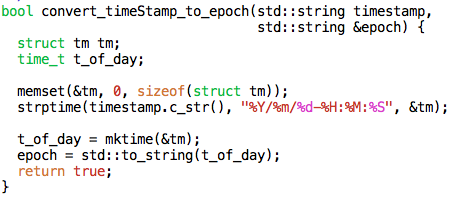 bool convert_timeStamp_to_epoch(std::string timestamp,
                                std::string &epoch) {
  struct tm tm;
  time_t t_of_day;

  memset(&tm, 0, sizeof(struct tm));
  strptime(timestamp.c_str(), "%Y/%m/%d-%H:%M:%S", &tm);

  t_of_day = mktime(&tm);
  epoch = std::to_string(t_of_day);
  return true;
}